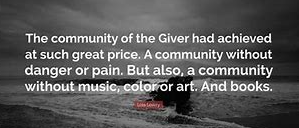 The community of the Giver had achieved
at such great price. A community without
danger or pain. But also, a community
without music, color or art. And books.
Lois Lowry